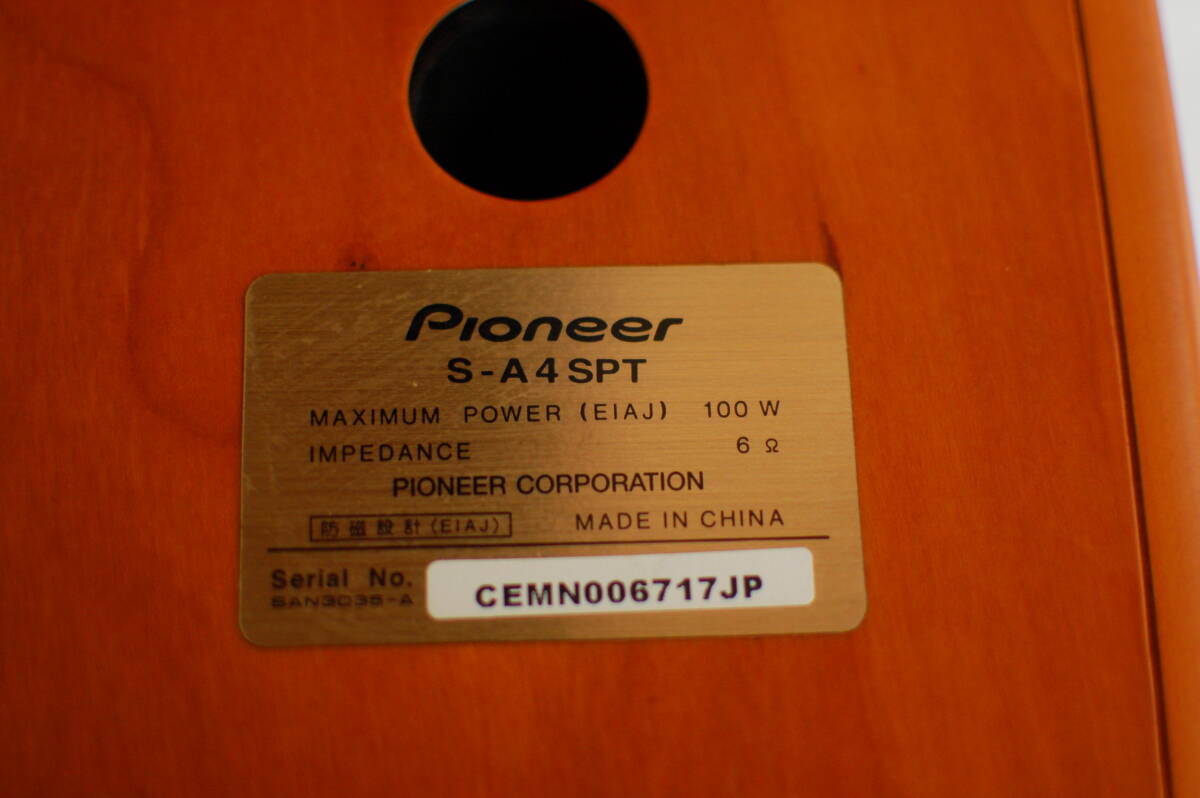 Pioneer
S-A4SPT
MAXIMUM POWER (EIAJ) 100 W
IMPEDANCE 6 Ω
PIONEER CORPORATION
防磁設計(EIAJ) MADE IN CHINA
Serial No. CEMN006717JP
SAN3035-A